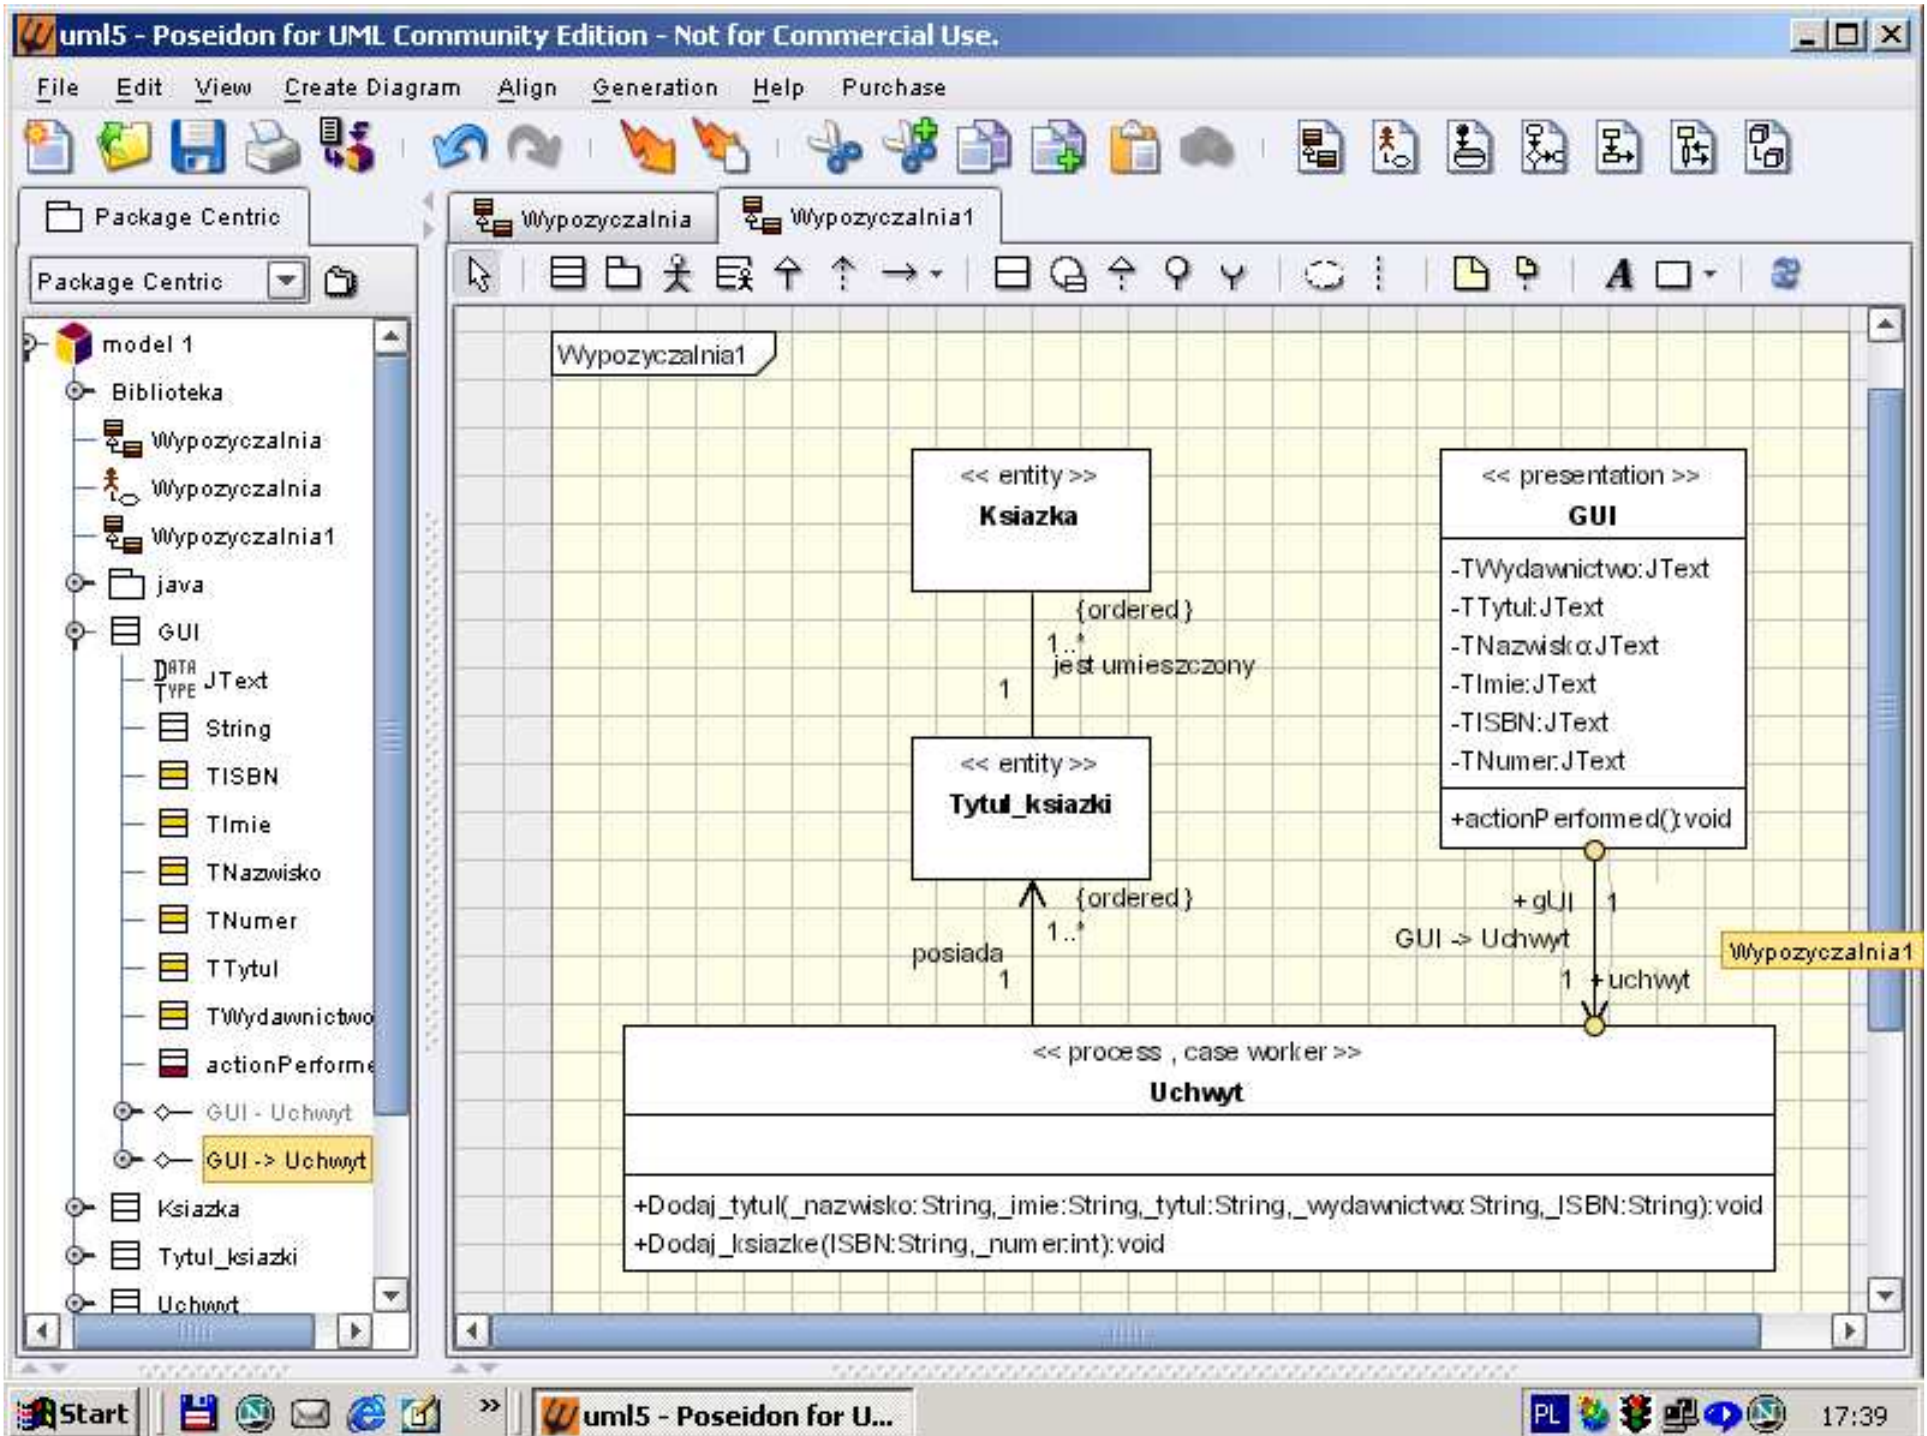 uml5 - Poseidon for UML Community Edition - Not for Commercial Use.
File Edit View Create Diagram Align Generation Help Purchase
Package Centric
Wypozyczalnia
Wypozyczalnia1
Package Centric
model 1
Biblioteka
Wypozyczalnia
Wypozyczalnia
Wypozyczalnia1
java
GUI
DATA TYPE JText
String
TISBN
TImie
TNazwisko
TNumer
TTytul
TWydawnictwo
actionPerforme
GUI - Uchwyt
GUI -> Uchwyt
Ksiazka
Tytul_ksiazki
Uchwyt
A
Wypozyczalnia1
<< entity >>
Ksiazka
{ordered}
1..*
jest umieszczony
1
<< entity >>
Tytul_ksiazki
{ordered}
1..*
posiada
1
<< presentation >>
GUI
-TWydawnictwo:JText
-TTytul:JText
-TNazwisko:JText
-TImie:JText
-TISBN:JText
-TNumer:JText
+actionPerformed():void
+ gUI 1
GUI -> Uchwyt
1 + uchwyt
Wypozyczalnia1
<< process , case worker >>
Uchwyt
+Dodaj_tytul(_nazwisko:String,_imie:String,_tytul:String,_wydawnictwo:String,_ISBN:String):void
+Dodaj_ksiazke(ISBN:String,_numer:int):void
Start
»
uml5 - Poseidon for U...
PL
17:39